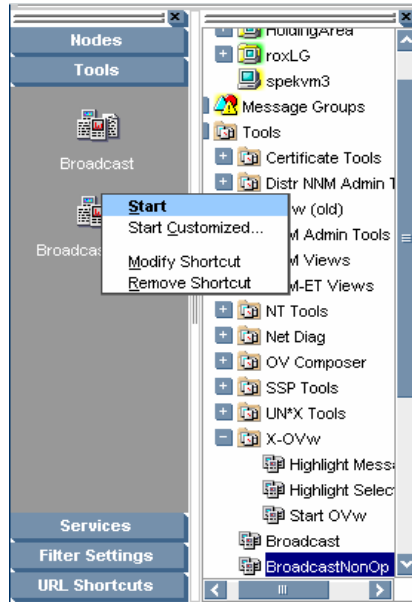 Nodes
Tools
Broadcast
Broadcas
Start
Start Customized...
Modify Shortcut
Remove Shortcut
Services
Filter Settings
URL Shortcuts
HoldingArea
roxLG
spekvm3
Message Groups
Tools
Certificate Tools
Distr NNM Admin T
w (old)
M Admin Tools
M Views
M-ET Views
NT Tools
Net Diag
OV Composer
SSP Tools
UN*X Tools
X-OVw
Highlight Messa
Highlight Selec
Start OVw
Broadcast
BroadcastNonOp